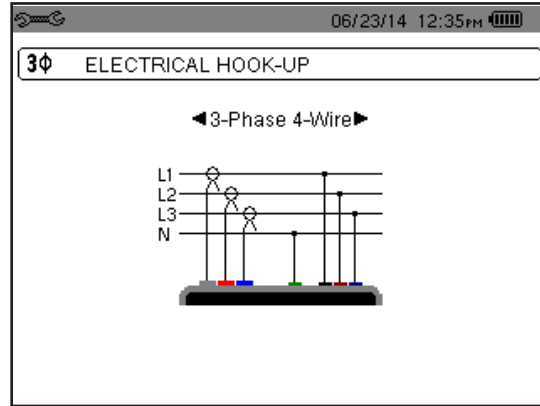 06/23/14 12:35PM
3Φ ELECTRICAL HOOK-UP
◄3-Phase 4-Wire►
L1
L2
L3
N